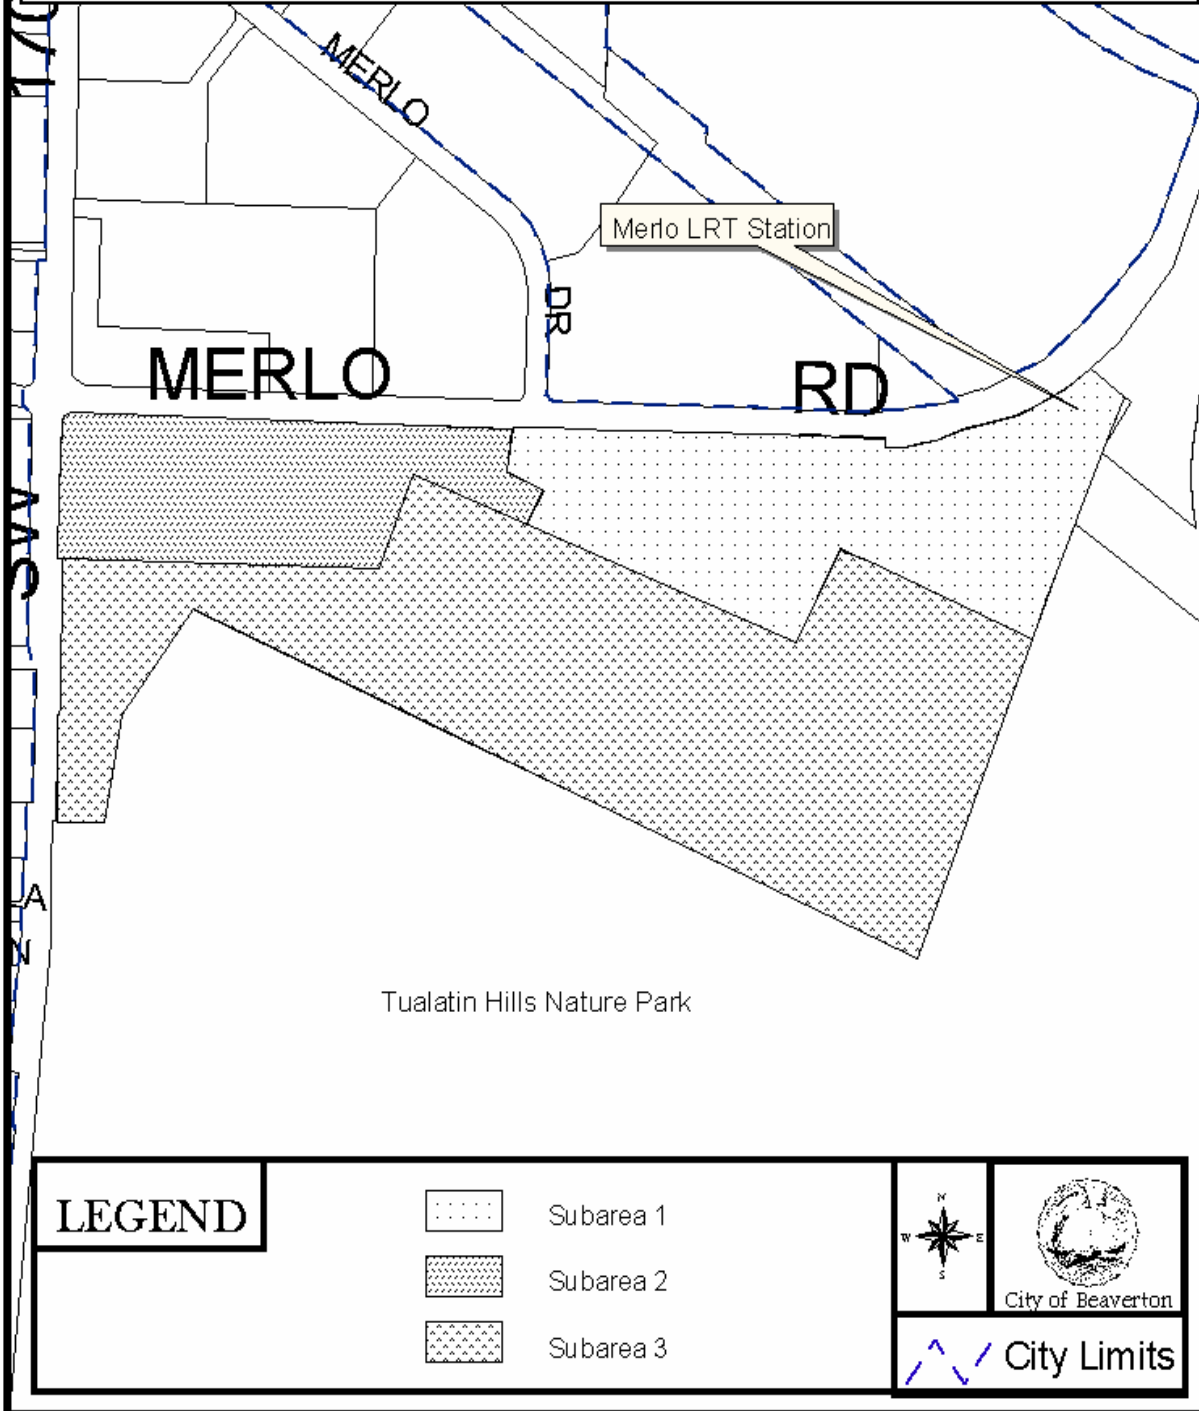 MERLO
Merlo LRT Station
DR
MERLO RD
SW
A
Tualatin Hills Nature Park
LEGEND
Subarea 1
Subarea 2
Subarea 3
N
W E
S
City of Beaverton
City Limits